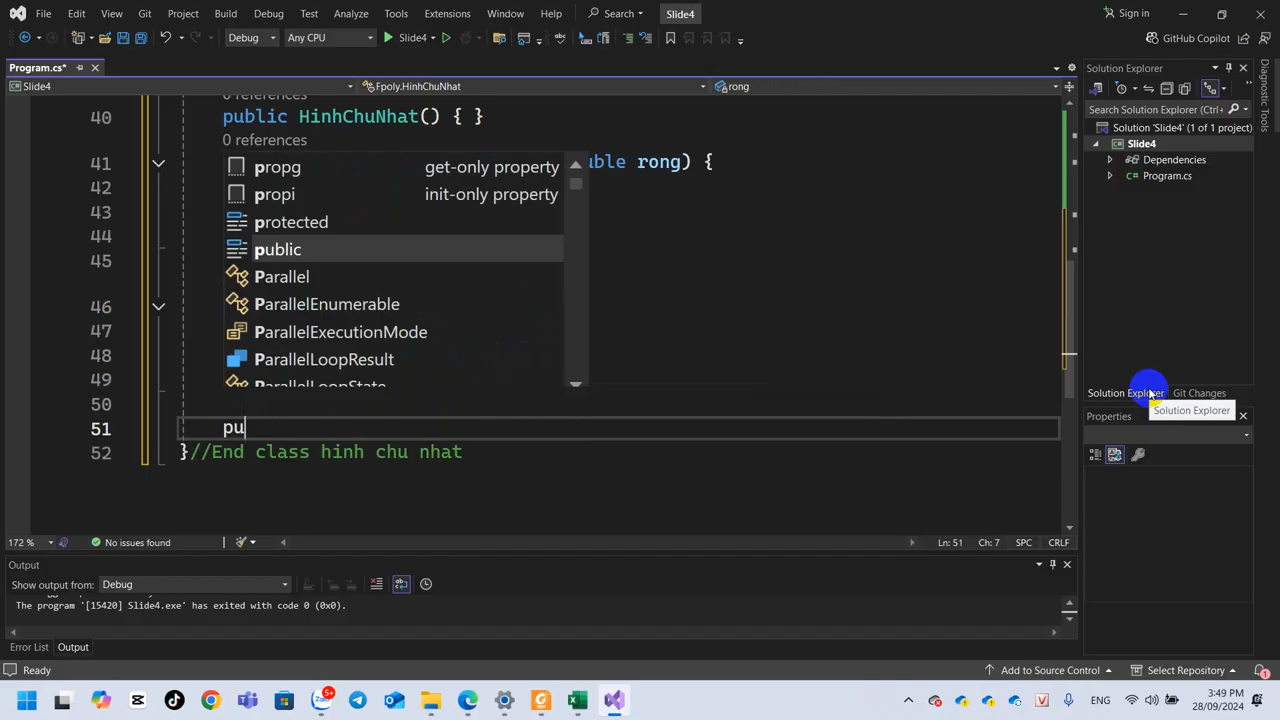 File Edit View Git Project Build Debug Test Analyze Tools Extensions Window Help Search Slide4 Sign in
Debug Any CPU Slide4 GitHub Copilot
Program.cs*
Slide4 Fpoly.HinhChuNhat rong
0 references
40 public HinhChuNhat() { }
0 references
41 uble rong) {
42
43
44
45
46
47
48
49
50
51 pu
52 }//End class hinh chu nhat
propg get-only property
propi init-only property
protected
public
Parallel
ParallelEnumerable
ParallelExecutionMode
ParallelLoopResult
ParallelLoopState
172 % No issues found Ln: 51 Ch: 7 SPC CRLF
Output
Show output from: Debug
The program '[15420] Slide4.exe' has exited with code 0 (0x0).
Error List Output
Solution Explorer
Search Solution Explorer (Ctrl+
Solution 'Slide4' (1 of 1 project)
Slide4
Dependencies
Program.cs
Solution Explorer Git Changes
Solution Explorer
Properties
Diagnostic Tools
Ready Add to Source Control Select Repository 1
Zalo 5+ ENG 3:49 PM
28/09/2024